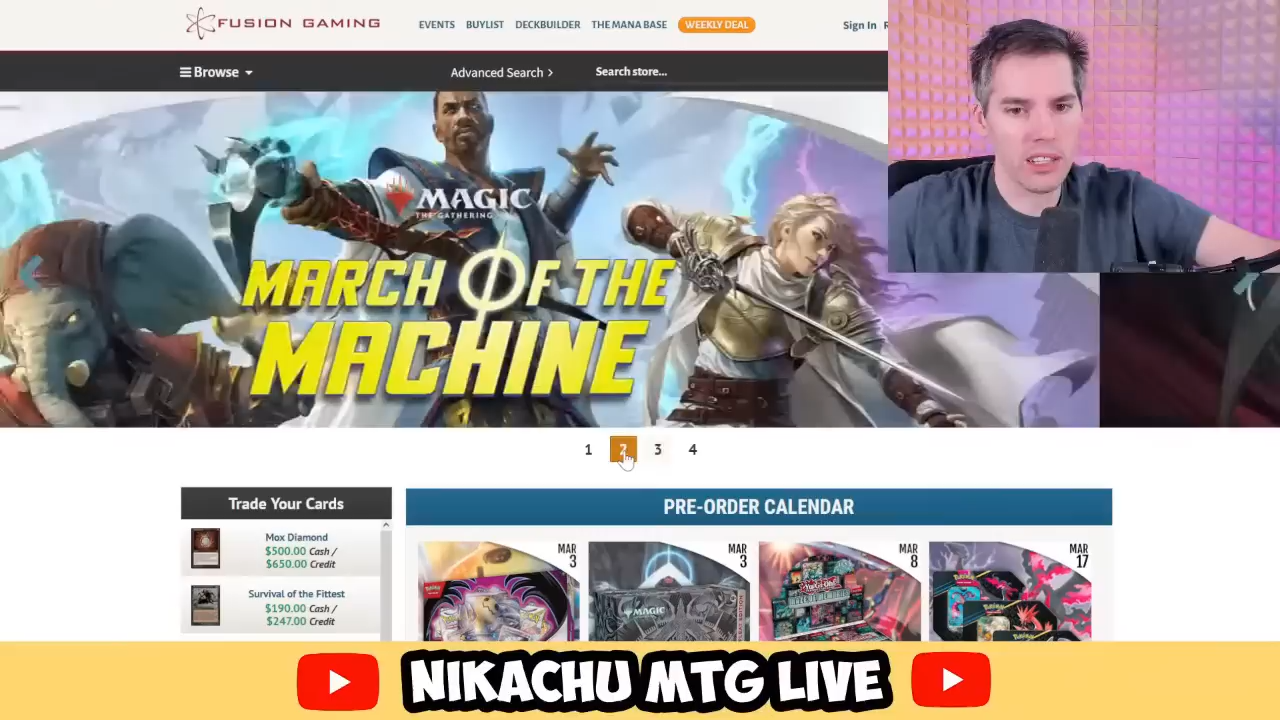 FUSION GAMING
EVENTS BUYLIST DECKBUILDER THE MANA BASE WEEKLY DEAL
Sign In
Browse
Advanced Search >
Search store...
MAGIC
THE GATHERING
MARCH OF THE
MACHINE
1 2 3 4
Trade Your Cards
Mox Diamond
$500.00 Cash /
$650.00 Credit
Survival of the Fittest
$190.00 Cash /
$247.00 Credit
PRE-ORDER CALENDAR
MAR
3
MAR
3
MAR
8
MAR
17
MAGIC
NIKACHU MTG LIVE